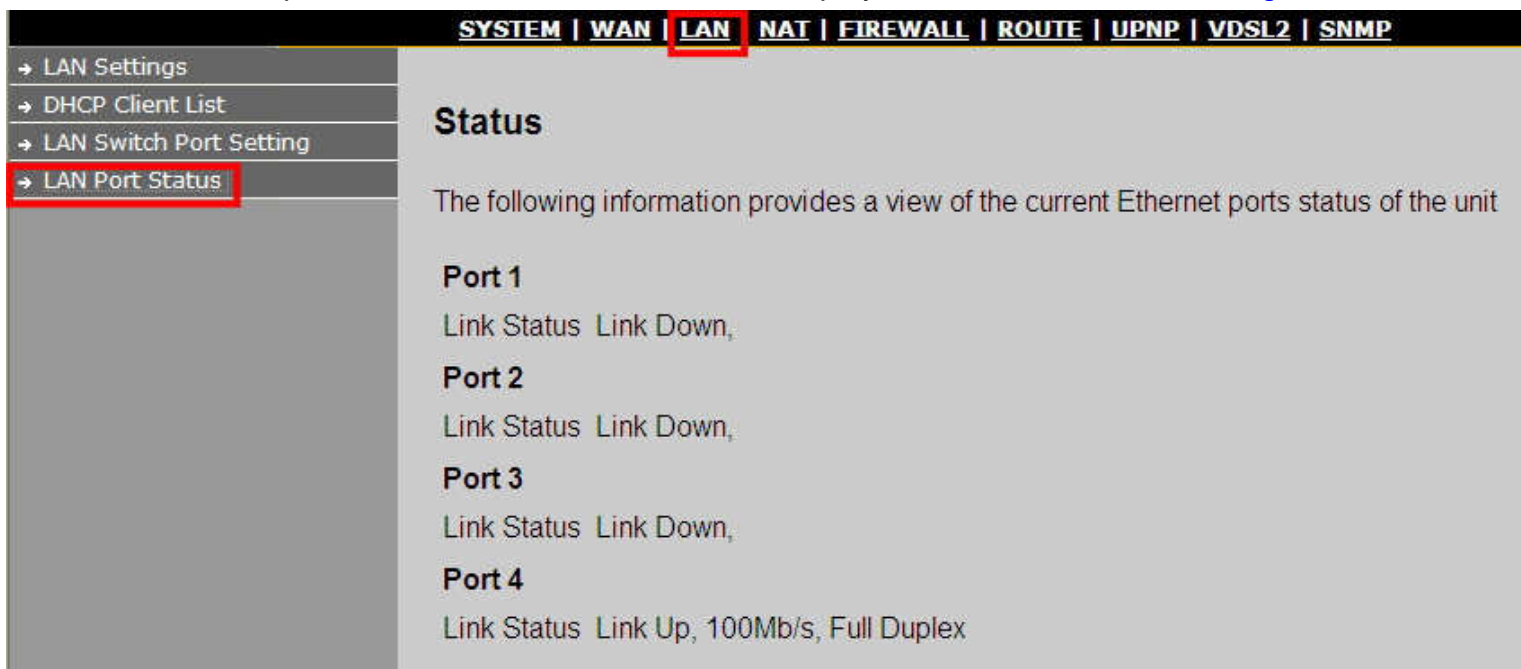 SYSTEM | WAN | LAN | NAT | FIREWALL | ROUTE | UPNP | VDSL2 | SNMP
→ LAN Settings
→ DHCP Client List
→ LAN Switch Port Setting
→ LAN Port Status
Status
The following information provides a view of the current Ethernet ports status of the unit
Port 1
Link Status Link Down,
Port 2
Link Status Link Down,
Port 3
Link Status Link Down,
Port 4
Link Status Link Up, 100Mb/s, Full Duplex